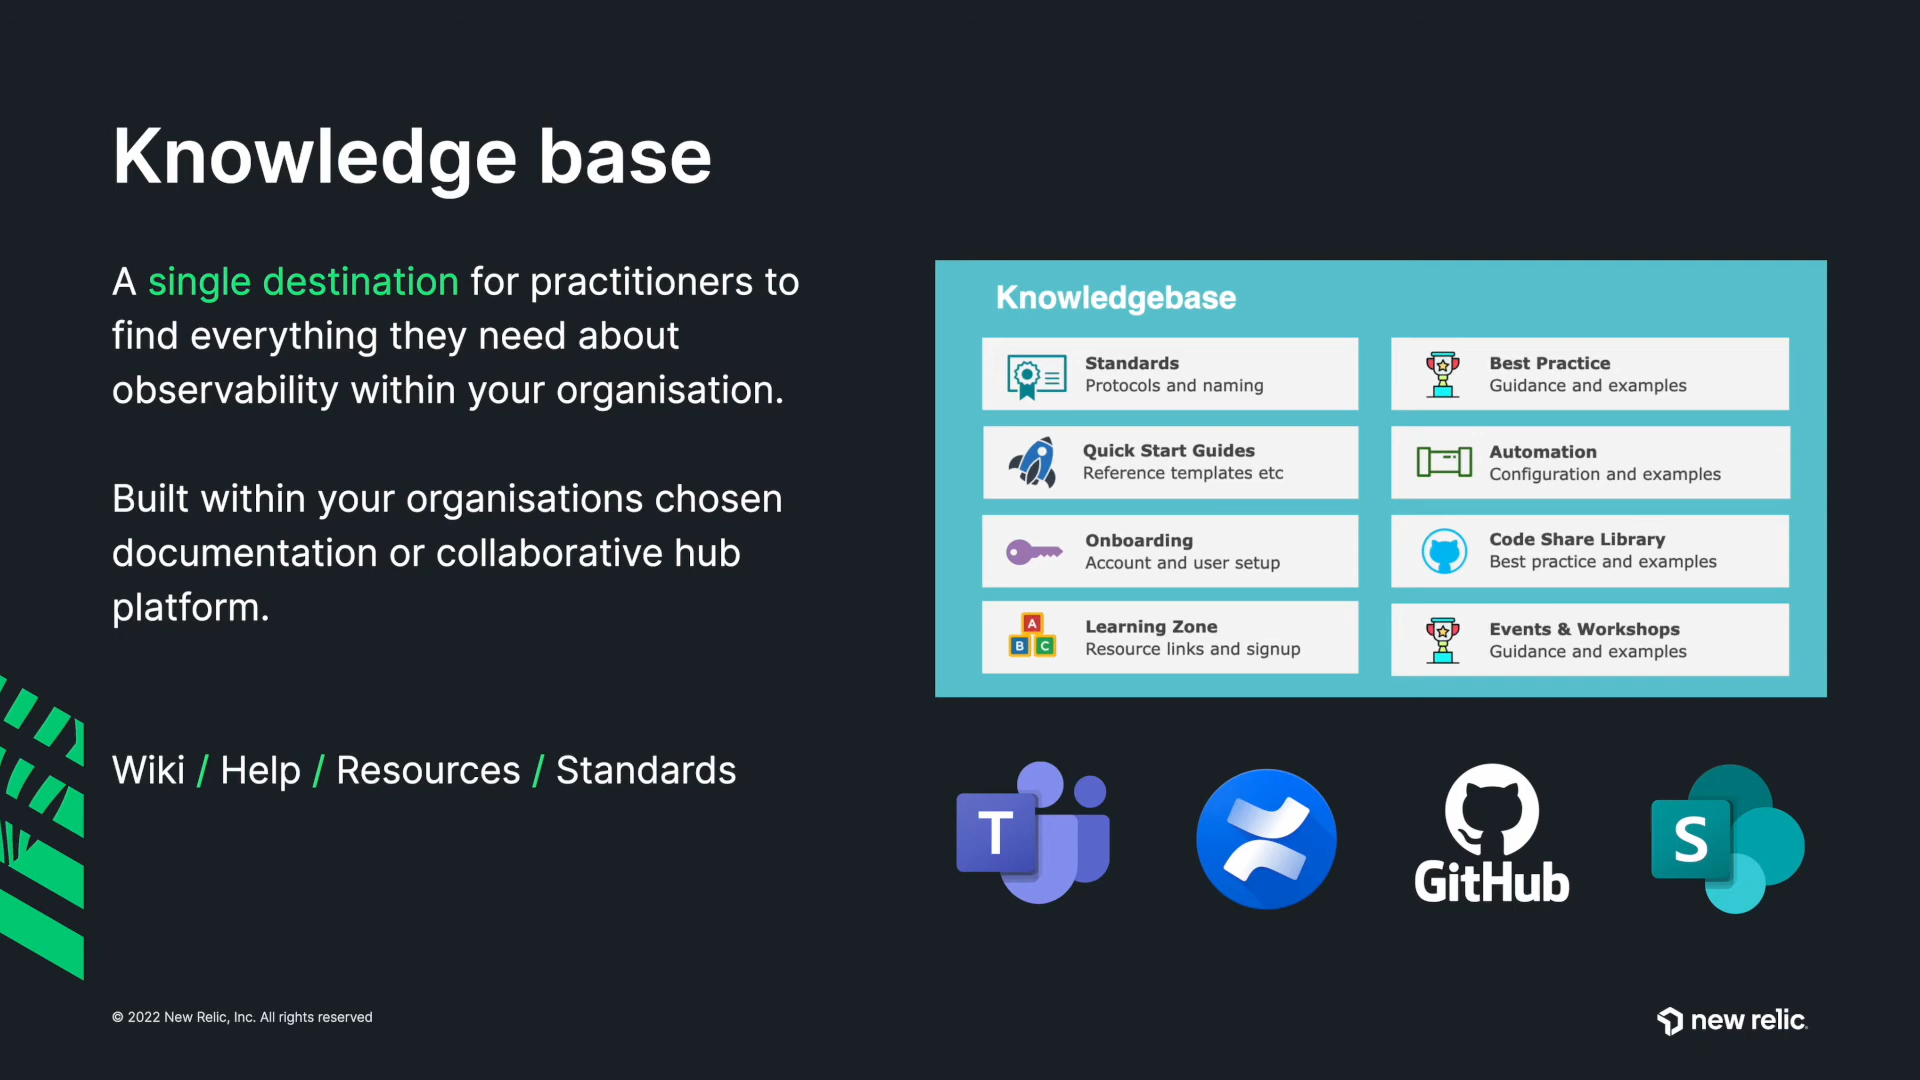 Knowledge base
A single destination for practitioners to
find everything they need about
observability within your organisation.
Built within your organisations chosen
documentation or collaborative hub
platform.
Wiki / Help / Resources / Standards
Knowledgebase
Standards
Protocols and naming
Best Practice
Guidance and examples
Quick Start Guides
Reference templates etc
Automation
Configuration and examples
Onboarding
Account and user setup
Code Share Library
Best practice and examples
A
B C
Learning Zone
Resource links and signup
Events & Workshops
Guidance and examples
T
GitHub
S
© 2022 New Relic, Inc. All rights reserved
new relic.